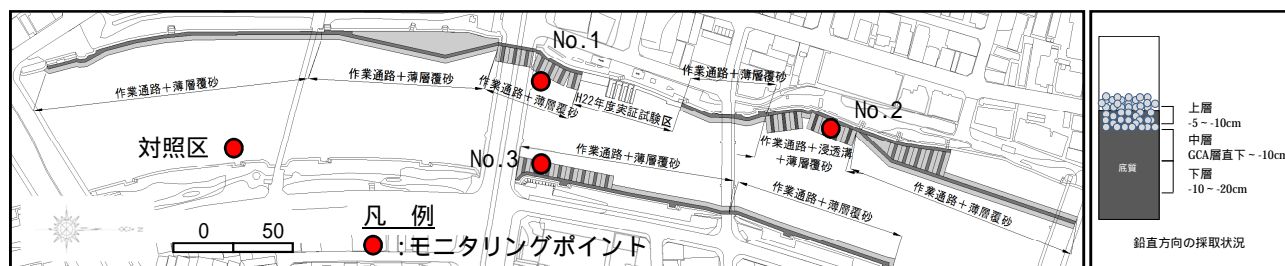 No.1
作業通路+薄層覆砂
作業通路+薄層覆砂
作業通路+薄層覆砂
作業通路+薄層覆砂
H22年度実証試験区
No.2
対照区
No.3
作業通路+薄層覆砂
作業通路+浸透溝
+薄層覆砂
作業通路+薄層覆砂
作業通路+薄層覆砂
0 50
凡 例
:モニタリングポイント
上層
-5~-10cm
中層
GCA層直下~-10cm
下層
-10~-20cm
底質
鉛直方向の採取状況